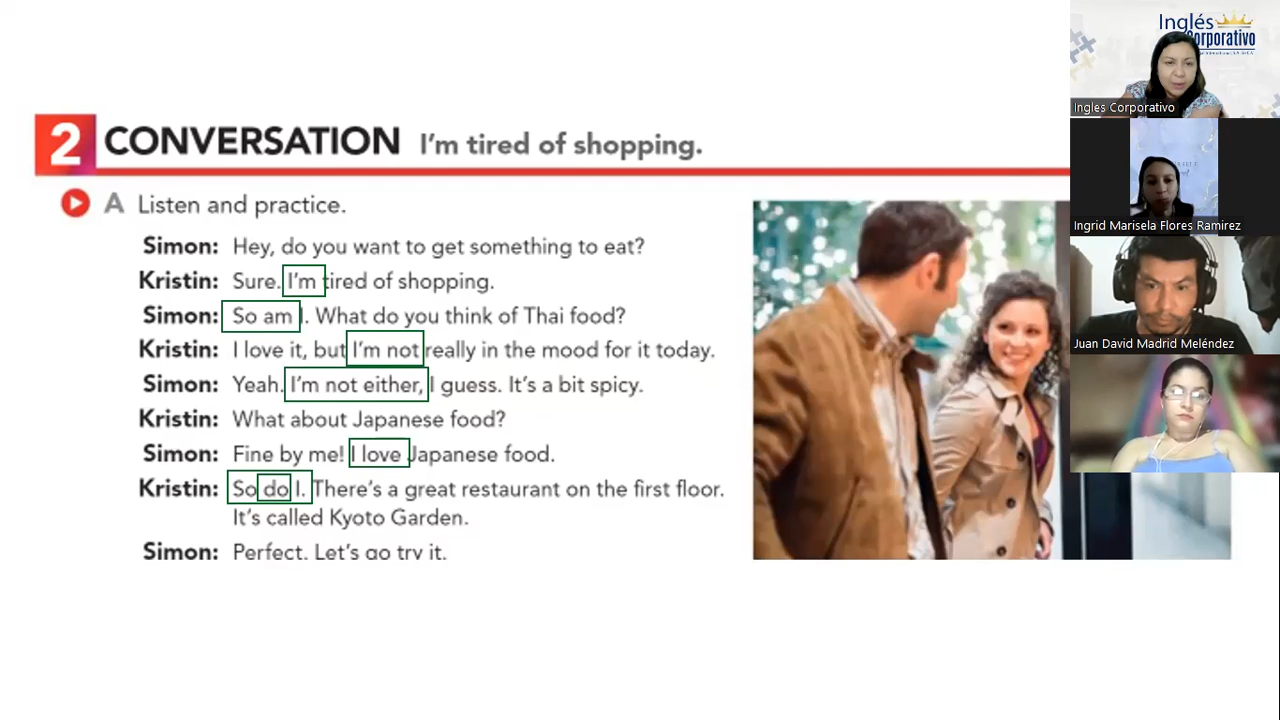 2 CONVERSATION I'm tired of shopping.
A Listen and practice.
Simon: Hey, do you want to get something to eat?
Kristin: Sure. I'm tired of shopping.
Simon: So am I. What do you think of Thai food?
Kristin: I love it, but I'm not really in the mood for it today.
Simon: Yeah. I'm not either, I guess. It's a bit spicy.
Kristin: What about Japanese food?
Simon: Fine by me! I love Japanese food.
Kristin: So do I. There's a great restaurant on the first floor.
It's called Kyoto Garden.
Simon: Perfect. Let's go try it.
Inglés
Corporativo
Ingles Corporativo
Ingrid Marisela Flores Ramirez
Juan David Madrid Meléndez